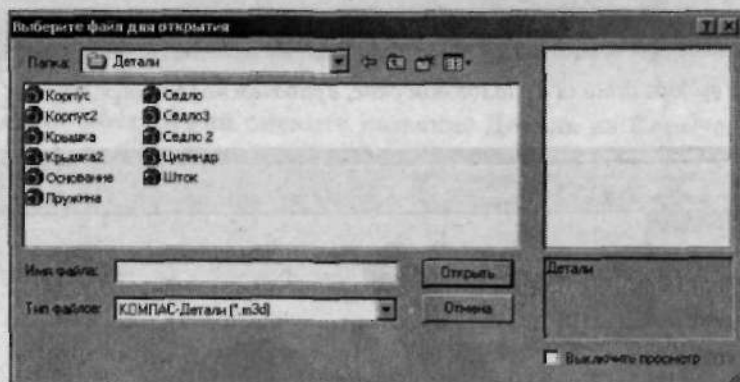 Выберите файл для открытия
Папка: Детали
Корпус
Корпус2
Крышка
Крышка2
Основание
Пружина
Седло
Седло3
Седло 2
Цилиндр
Шток
Имя файла:
Открыть
Тип файлов: КОМПАС-Детали (*.m3d)
Отмена
Детали
Выключить просмотр